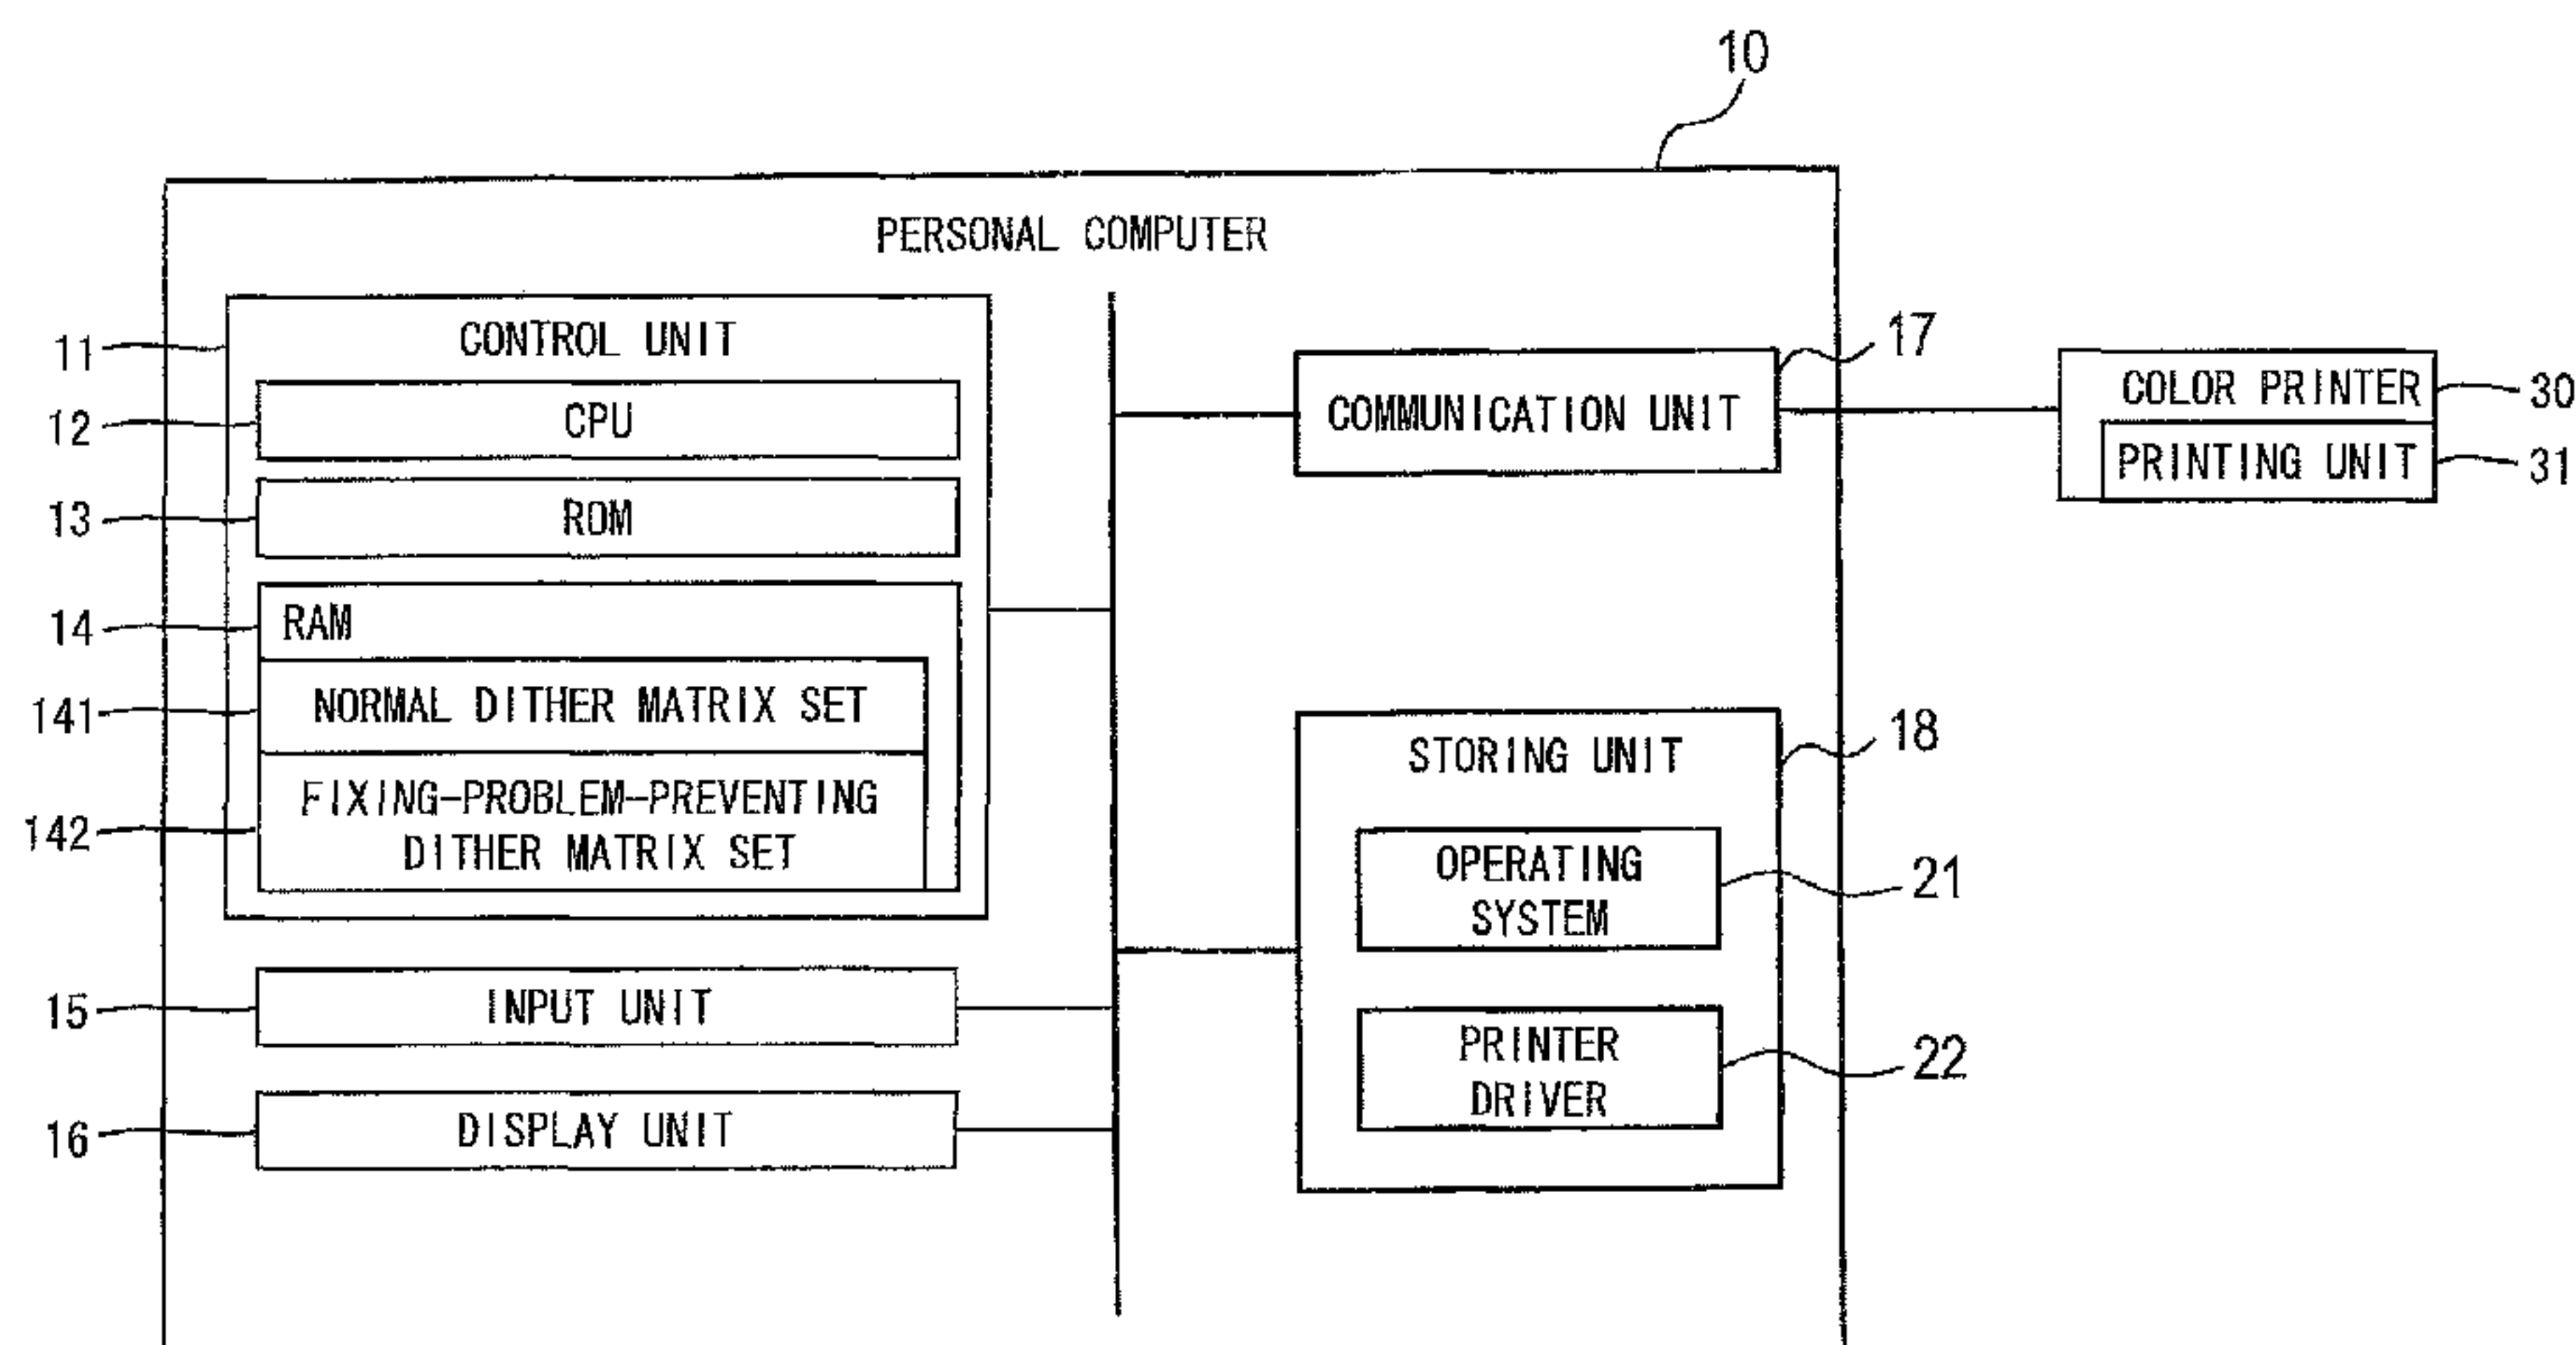 10
PERSONAL COMPUTER
11
CONTROL UNIT
12
CPU
13
ROM
14
RAM
141
NORMAL DITHER MATRIX SET
142
FIXING-PROBLEM-PREVENTING
DITHER MATRIX SET
15
INPUT UNIT
16
DISPLAY UNIT
17
COMMUNICATION UNIT
18
STORING UNIT
OPERATING
SYSTEM
21
PRINTER
DRIVER
22
COLOR PRINTER
30
PRINTING UNIT
31